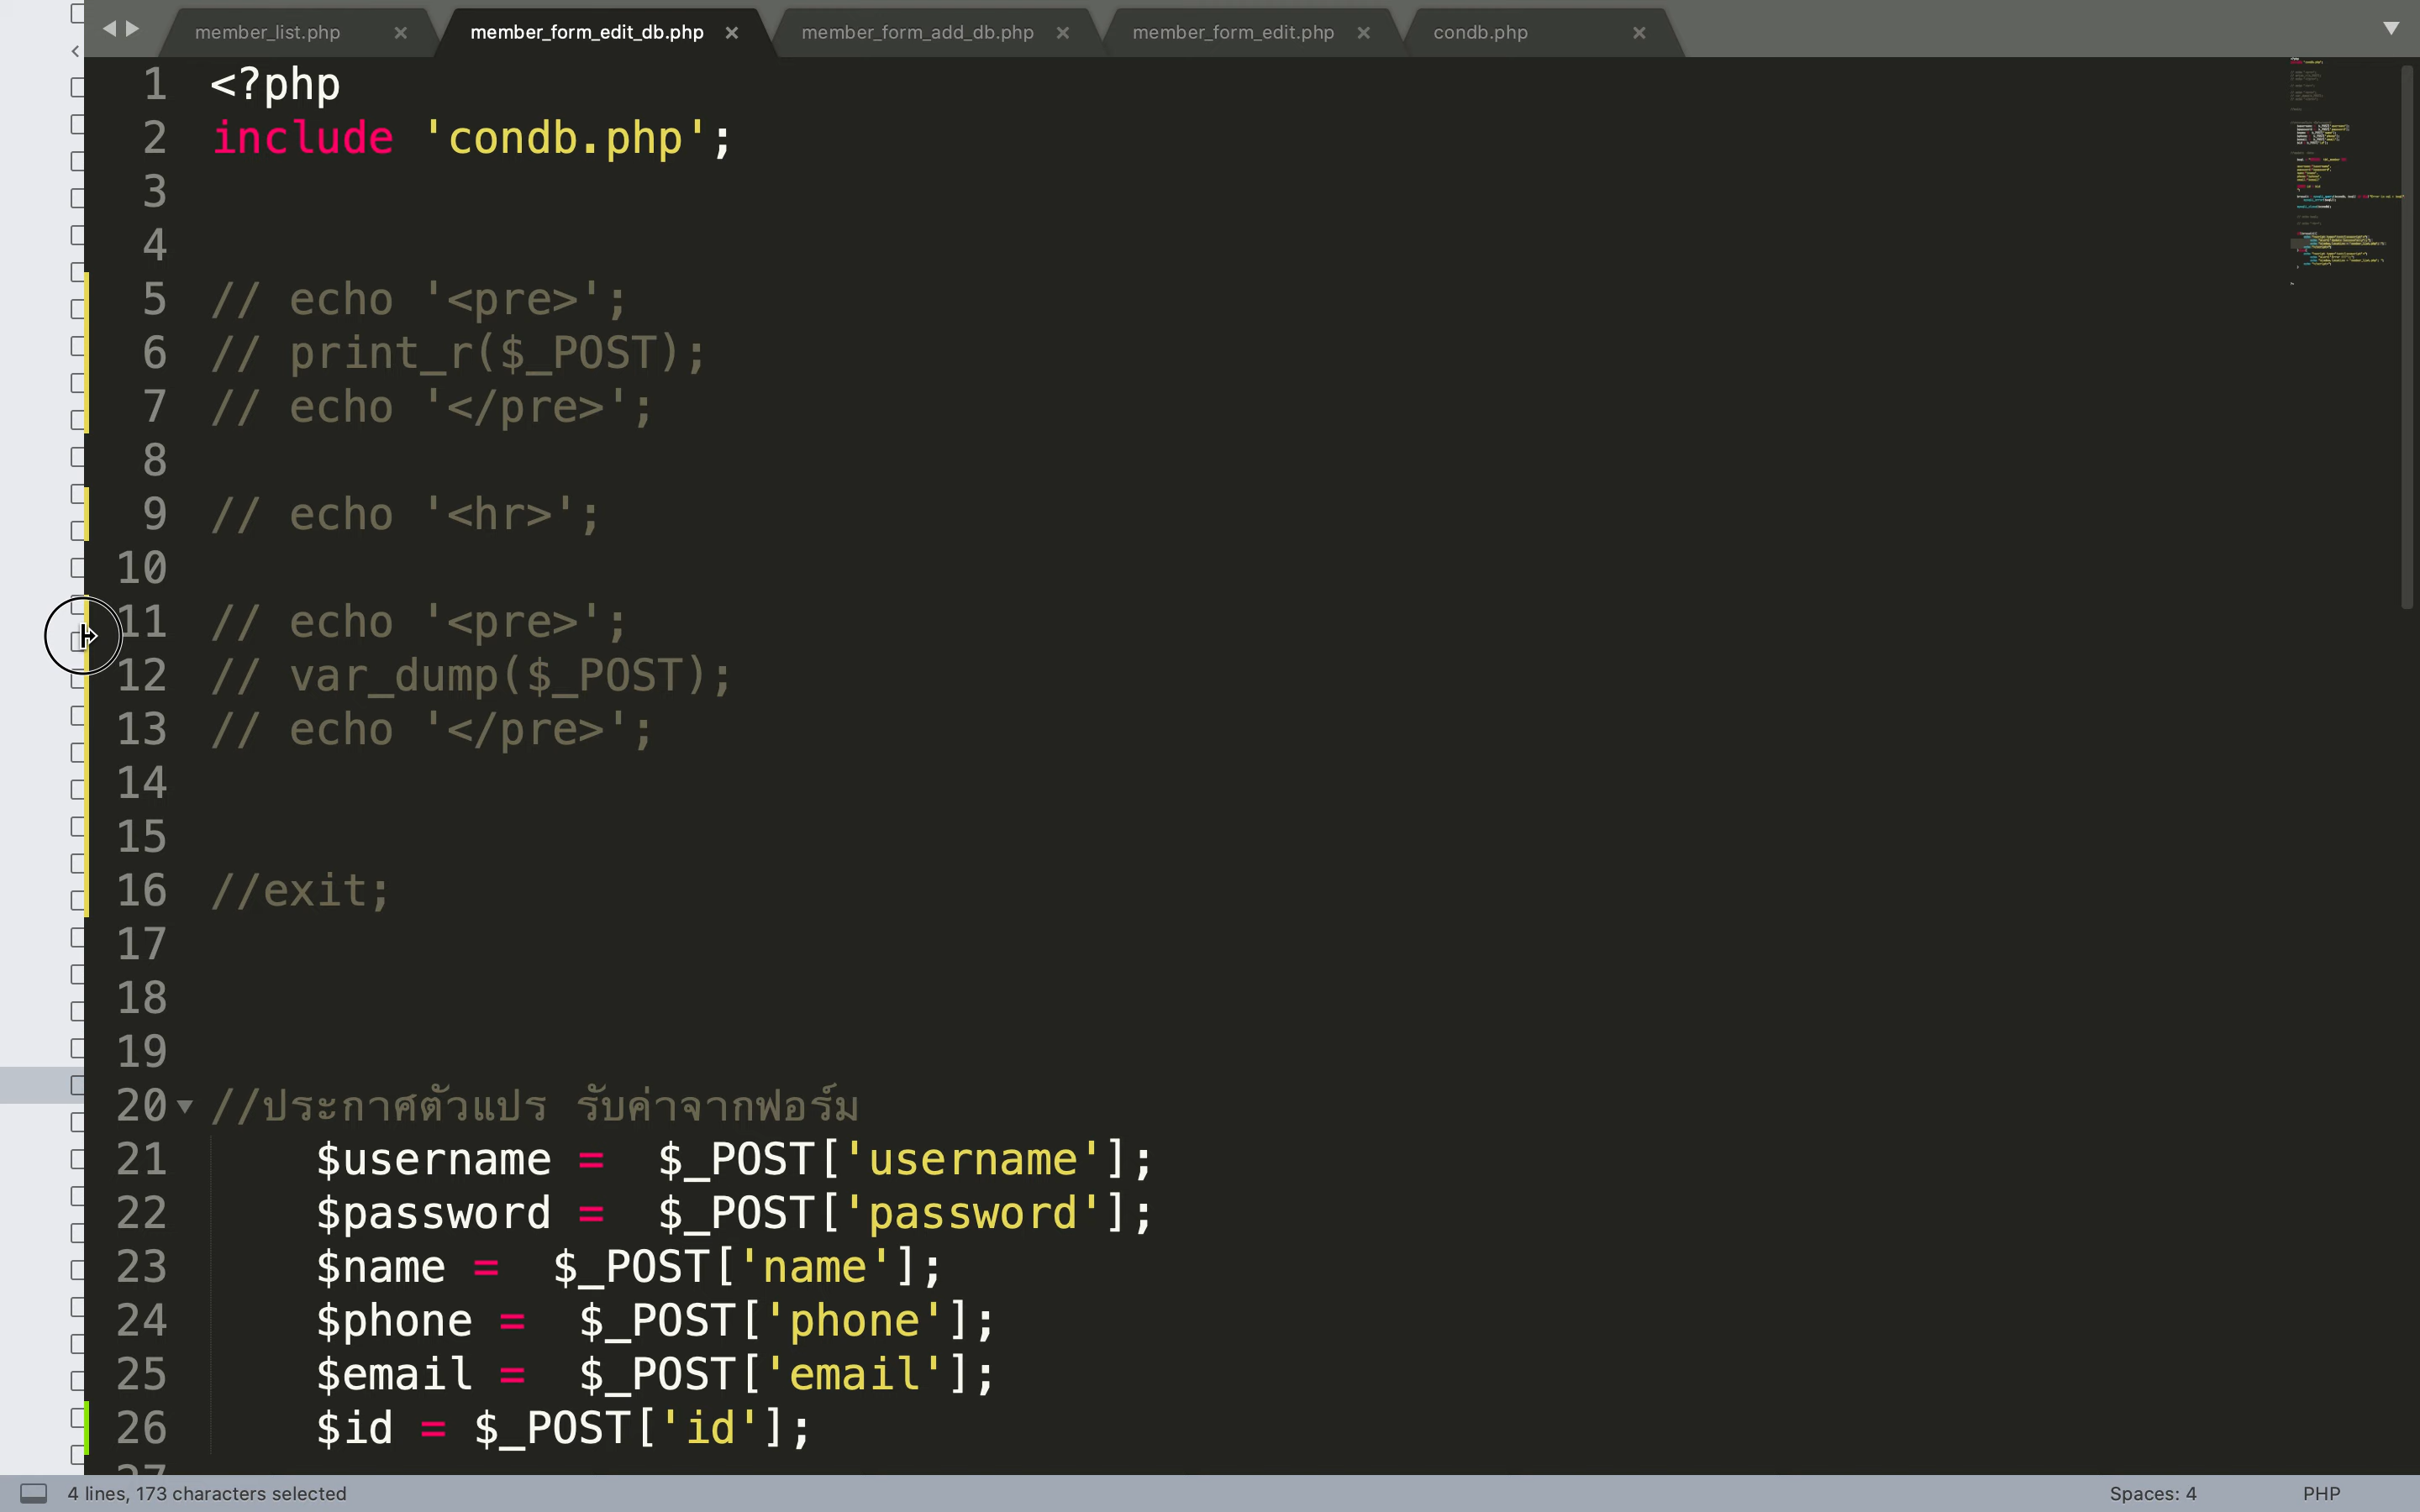 member_list.php × member_form_edit_db.php × member_form_add_db.php × member_form_edit.php × condb.php ×
1 <?php
2 include 'condb.php';
3
4
5 // echo '<pre>';
6 // print_r($_POST);
7 // echo '</pre>';
8
9 // echo '<hr>';
10
11 // echo '<pre>';
12 // var_dump($_POST);
13 // echo '</pre>';
14
15
16 //exit;
17
18
19
20 //ประกาศตัวแปร รับค่าจากฟอร์ม
21 $username =  $_POST['username'];
22 $password =  $_POST['password'];
23 $name =  $_POST['name'];
24 $phone =  $_POST['phone'];
25 $email =  $_POST['email'];
26 $id = $_POST['id'];
27
4 lines, 173 characters selected Spaces: 4 PHP